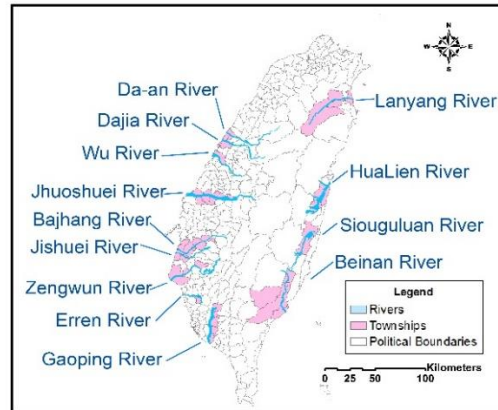 N
W E
S
Da-an River
Dajia River
Wu River
Jhuoshuei River
Bajhang River
Jishuei River
Zengwun River
Erren River
Gaoping River
Lanyang River
HuaLien River
Siouguluan River
Beinan River
Legend
Rivers
Townships
Political Boundaries
Kilometers
0 25 50 100